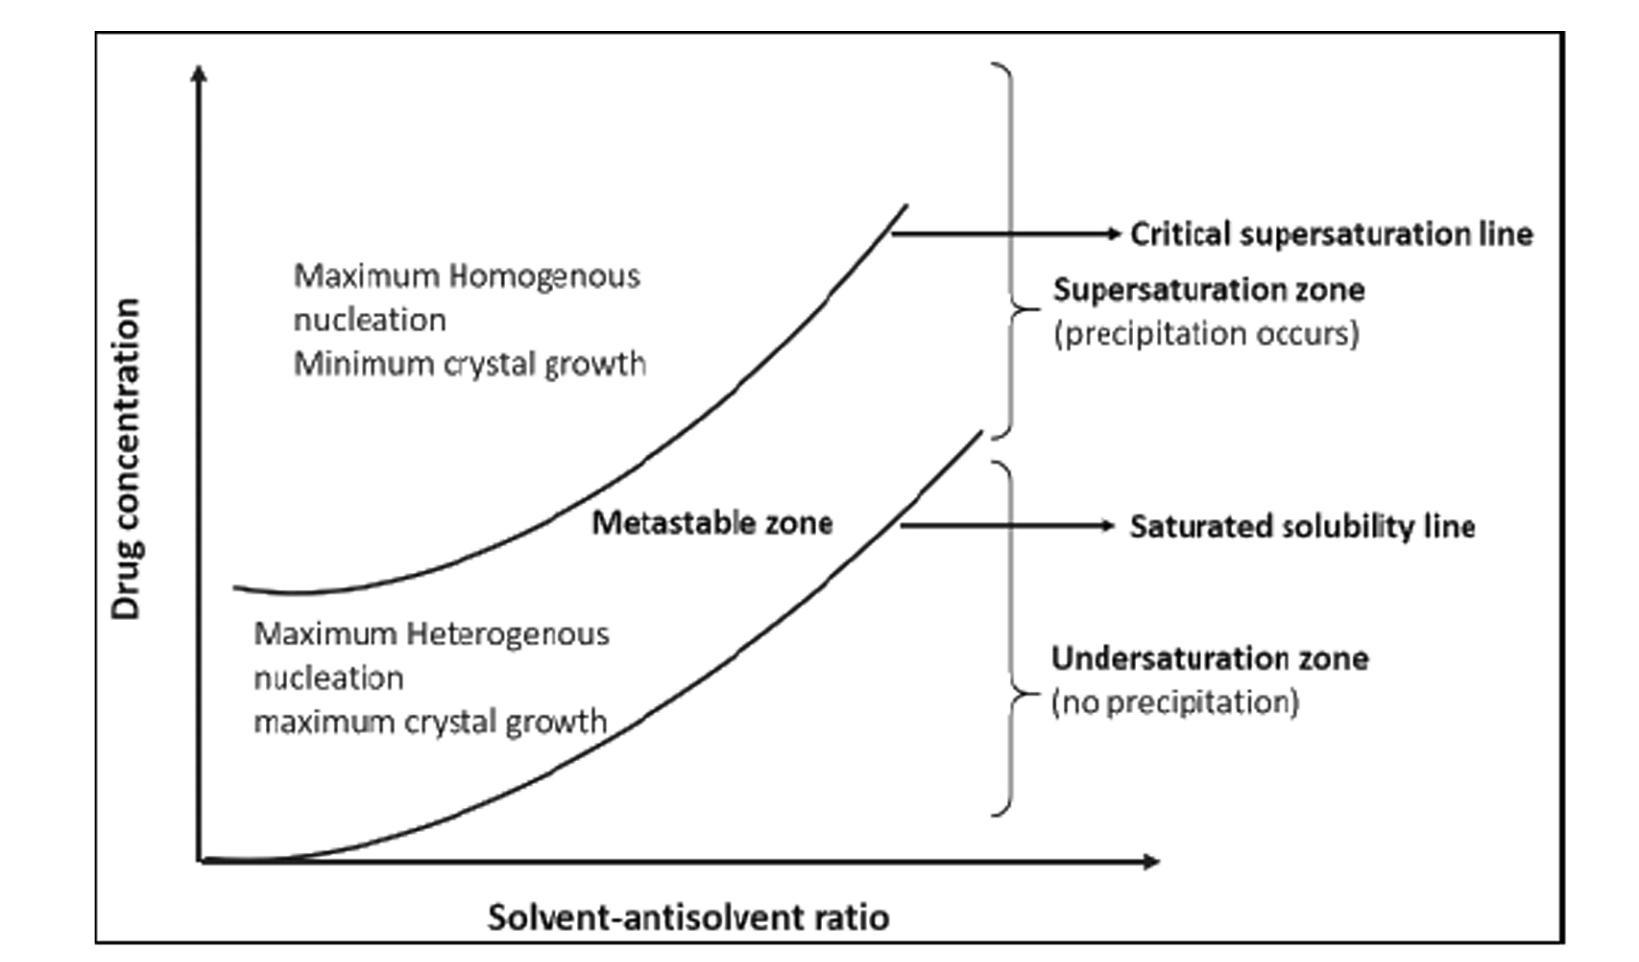 Drug concentration
Maximum Homogenous
nucleation
Minimum crystal growth
Critical supersaturation line
Supersaturation zone
(precipitation occurs)
Metastable zone
Saturated solubility line
Maximum Heterogenous
nucleation
maximum crystal growth
Undersaturation zone
(no precipitation)
Solvent-antisolvent ratio